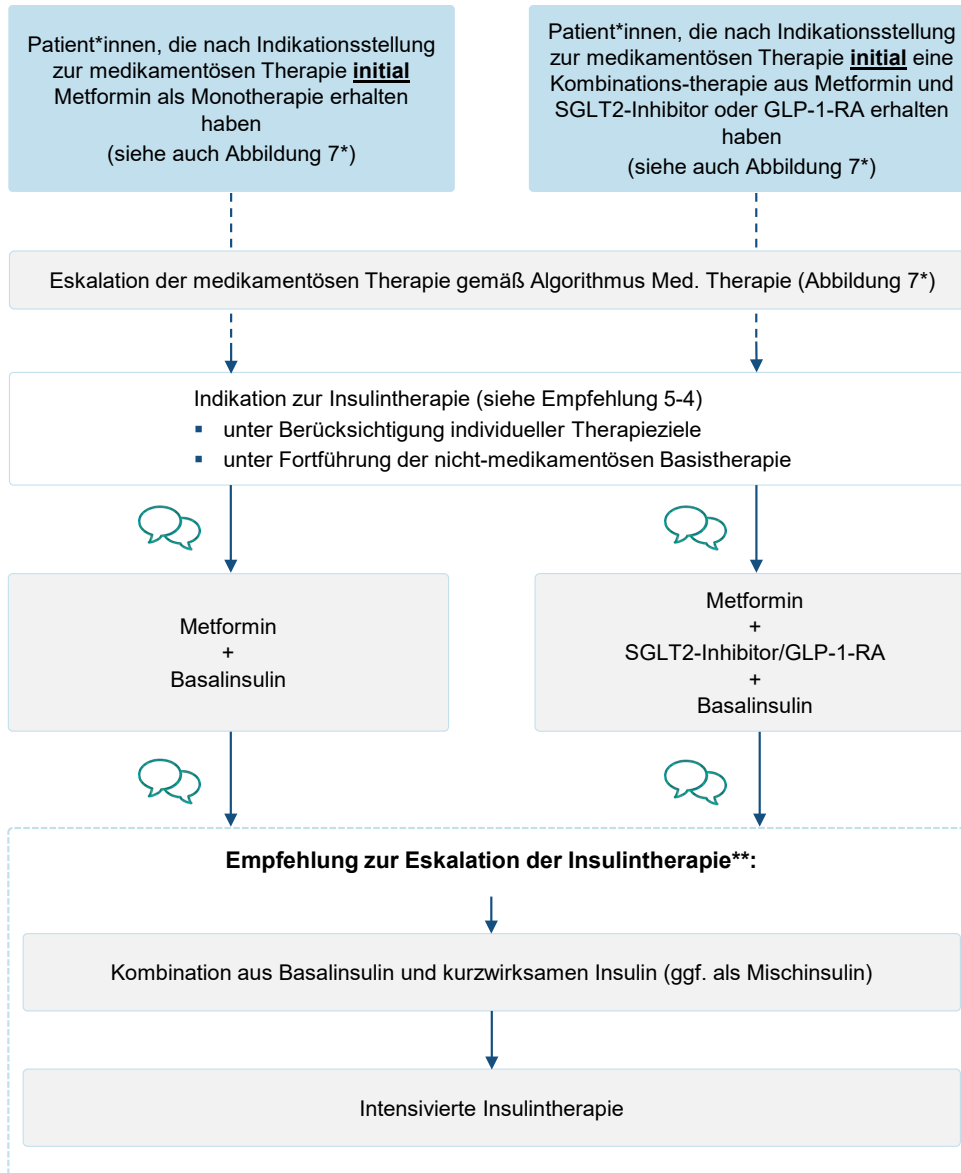 Patient*innen, die nach Indikationsstellung
zur medikamentösen Therapie initial
Metformin als Monotherapie erhalten
haben
(siehe auch Abbildung 7*)
Patient*innen, die nach Indikationsstellung
zur medikamentösen Therapie initial eine
Kombinations-therapie aus Metformin und
SGLT2-Inhibitor oder GLP-1-RA erhalten
haben
(siehe auch Abbildung 7*)
Eskalation der medikamentösen Therapie gemäß Algorithmus Med. Therapie (Abbildung 7*)
Indikation zur Insulintherapie (siehe Empfehlung 5-4)
▪ unter Berücksichtigung individueller Therapieziele
▪ unter Fortführung der nicht-medikamentösen Basistherapie
Metformin
+
Basalinsulin
Metformin
+
SGLT2-Inhibitor/GLP-1-RA
+
Basalinsulin
Empfehlung zur Eskalation der Insulintherapie**:
Kombination aus Basalinsulin und kurzwirksamen Insulin (ggf. als Mischinsulin)
Intensivierte Insulintherapie